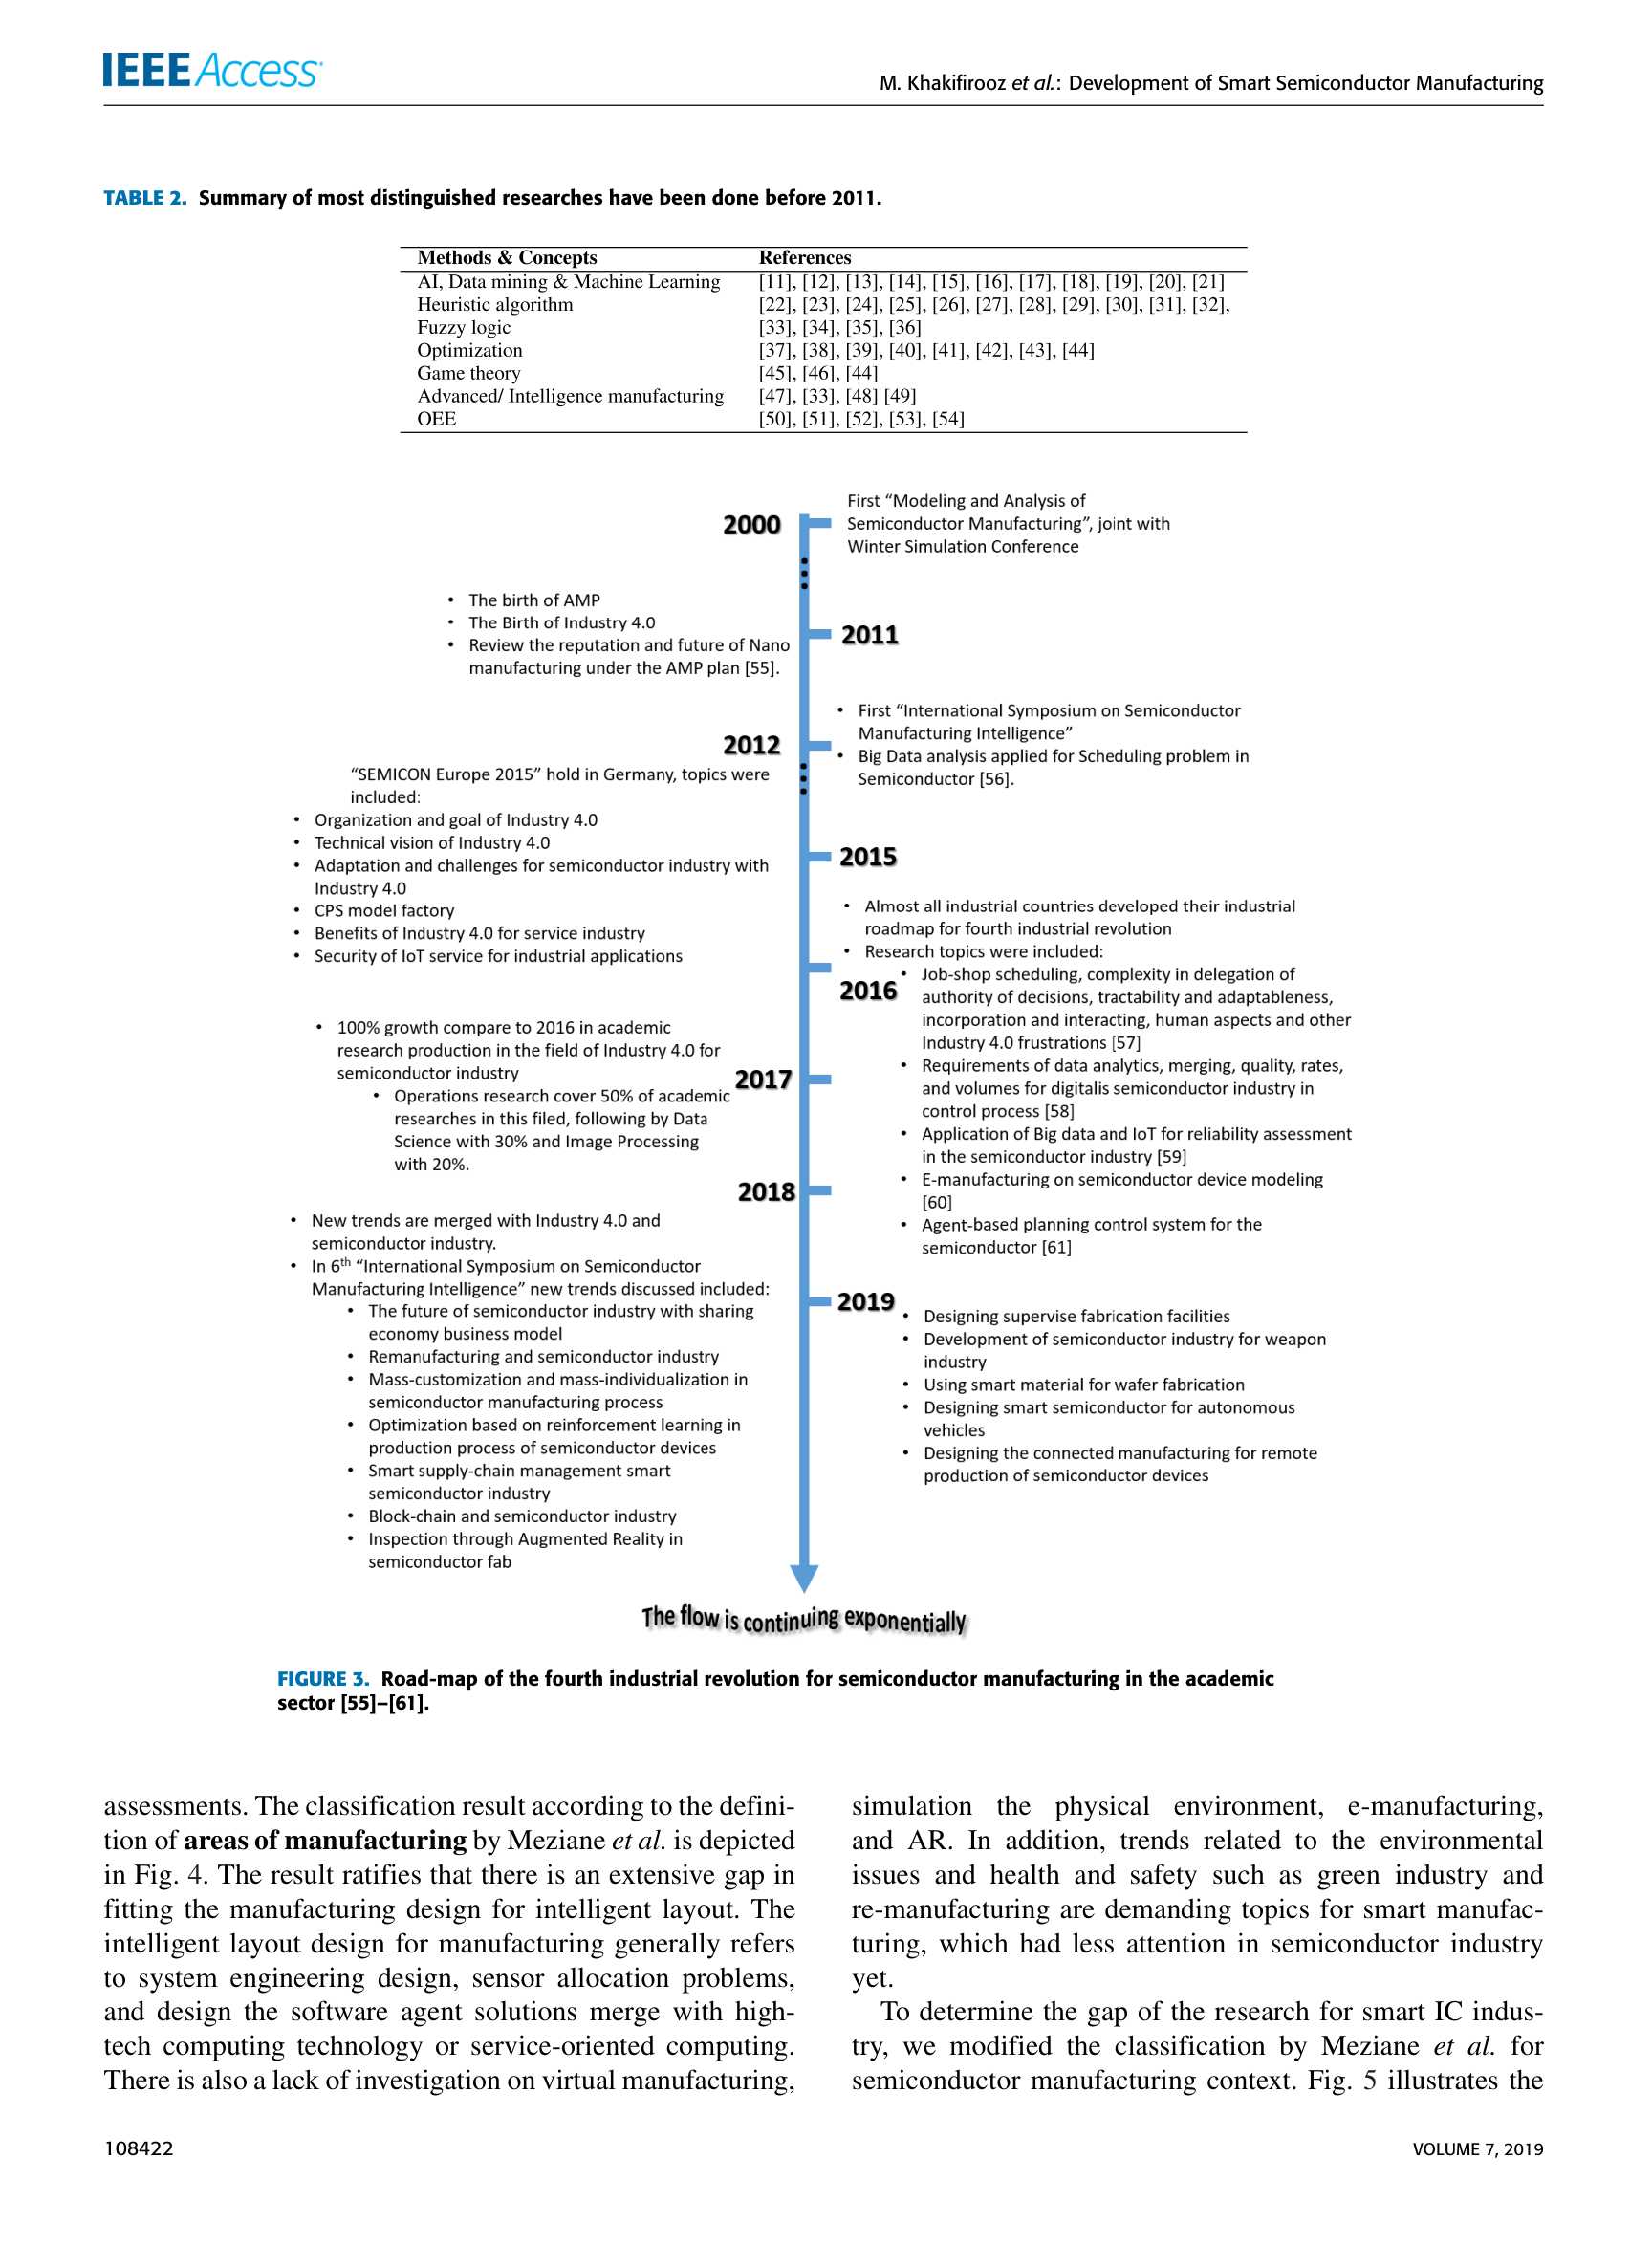 IEEE Access
M. Khakifirooz et al.: Development of Smart Semiconductor Manufacturing
TABLE 2. Summary of most distinguished researches have been done before 2011.
Methods & Concepts References
AI, Data mining & Machine Learning [11], [12], [13], [14], [15], [16], [17], [18], [19], [20], [21]
Heuristic algorithm [22], [23], [24], [25], [26], [27], [28], [29], [30], [31], [32],
Fuzzy logic [33], [34], [35], [36]
Optimization [37], [38], [39], [40], [41], [42], [43], [44]
Game theory [45], [46], [44]
Advanced/ Intelligence manufacturing [47], [33], [48] [49]
OEE [50], [51], [52], [53], [54]
2000
First “Modeling and Analysis of
Semiconductor Manufacturing”, joint with
Winter Simulation Conference
• The birth of AMP
• The Birth of Industry 4.0
• Review the reputation and future of Nano
manufacturing under the AMP plan [55].
2011
2012
• First “International Symposium on Semiconductor
Manufacturing Intelligence”
• Big Data analysis applied for Scheduling problem in
Semiconductor [56].
“SEMICON Europe 2015” hold in Germany, topics were
included:
• Organization and goal of Industry 4.0
• Technical vision of Industry 4.0
• Adaptation and challenges for semiconductor industry with
Industry 4.0
• CPS model factory
• Benefits of Industry 4.0 for service industry
• Security of IoT service for industrial applications
2015
• Almost all industrial countries developed their industrial
roadmap for fourth industrial revolution
• Research topics were included:
2016
• Job-shop scheduling, complexity in delegation of
authority of decisions, tractability and adaptableness,
incorporation and interacting, human aspects and other
Industry 4.0 frustrations [57]
• Requirements of data analytics, merging, quality, rates,
and volumes for digitalis semiconductor industry in
control process [58]
• Application of Big data and IoT for reliability assessment
in the semiconductor industry [59]
• E-manufacturing on semiconductor device modeling
[60]
• Agent-based planning control system for the
semiconductor [61]
• 100% growth compare to 2016 in academic
research production in the field of Industry 4.0 for
semiconductor industry
2017
• Operations research cover 50% of academic
researches in this filed, following by Data
Science with 30% and Image Processing
with 20%.
2018
• New trends are merged with Industry 4.0 and
semiconductor industry.
• In 6th “International Symposium on Semiconductor
Manufacturing Intelligence” new trends discussed included:
• The future of semiconductor industry with sharing
economy business model
• Remanufacturing and semiconductor industry
• Mass-customization and mass-individualization in
semiconductor manufacturing process
• Optimization based on reinforcement learning in
production process of semiconductor devices
• Smart supply-chain management smart
semiconductor industry
• Block-chain and semiconductor industry
• Inspection through Augmented Reality in
semiconductor fab
2019
• Designing supervise fabrication facilities
• Development of semiconductor industry for weapon
industry
• Using smart material for wafer fabrication
• Designing smart semiconductor for autonomous
vehicles
• Designing the connected manufacturing for remote
production of semiconductor devices
The flow is continuing exponentially
FIGURE 3. Road-map of the fourth industrial revolution for semiconductor manufacturing in the academic
sector [55]–[61].
assessments. The classification result according to the defini-
tion of areas of manufacturing by Meziane et al. is depicted
in Fig. 4. The result ratifies that there is an extensive gap in
fitting the manufacturing design for intelligent layout. The
intelligent layout design for manufacturing generally refers
to system engineering design, sensor allocation problems,
and design the software agent solutions merge with high-
tech computing technology or service-oriented computing.
There is also a lack of investigation on virtual manufacturing,
simulation the physical environment, e-manufacturing,
and AR. In addition, trends related to the environmental
issues and health and safety such as green industry and
re-manufacturing are demanding topics for smart manufac-
turing, which had less attention in semiconductor industry
yet.
To determine the gap of the research for smart IC indus-
try, we modified the classification by Meziane et al. for
semiconductor manufacturing context. Fig. 5 illustrates the
108422
VOLUME 7, 2019